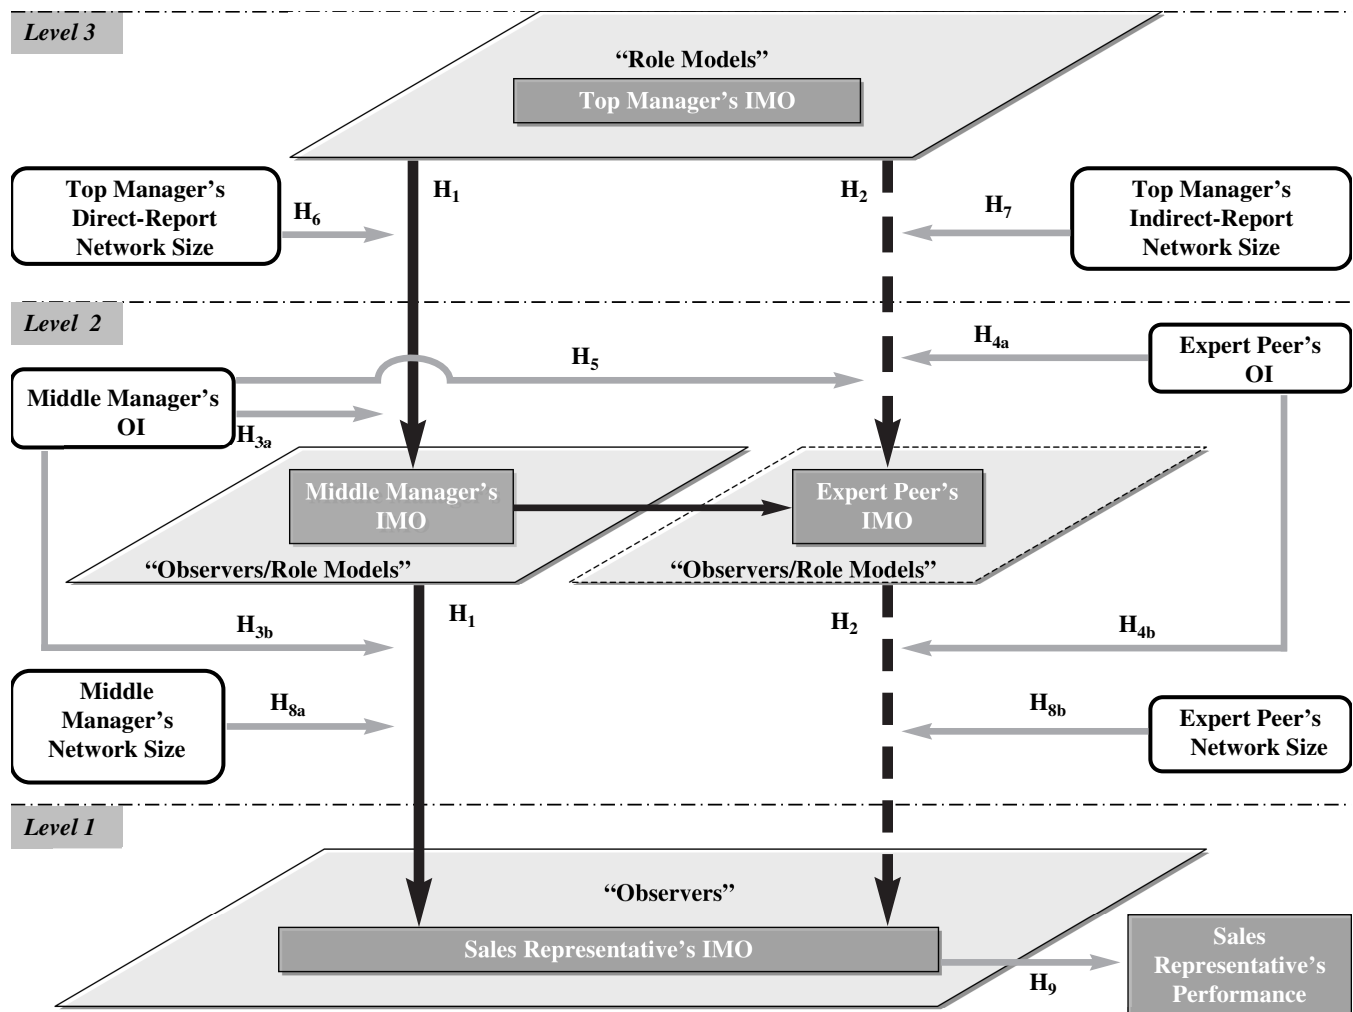 Level 3
“Role Models”
Top Manager’s IMO
Top Manager’s
Direct-Report
Network Size
H6
H1
H2
H7
Top Manager’s
Indirect-Report
Network Size
Level 2
H5
H4a
Expert Peer’s
OI
Middle Manager’s
OI
H3a
Middle Manager’s
IMO
Expert Peer’s
IMO
“Observers/Role Models”
“Observers/Role Models”
H3b
H1
H2
H4b
Middle
Manager’s
Network Size
H8a
H8b
Expert Peer’s
Network Size
Level 1
“Observers”
Sales Representative’s IMO
H9
Sales
Representative’s
Performance